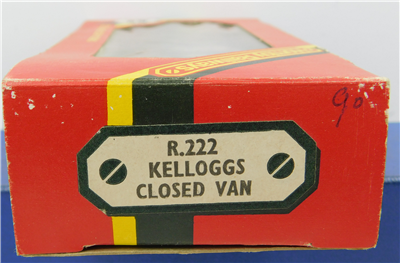 R.222
KELLOGGS
CLOSED VAN
90